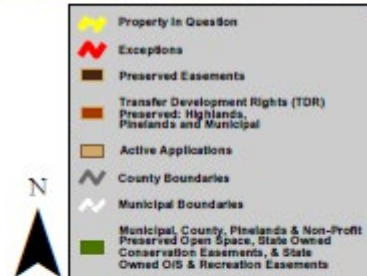 Property In Question
Exceptions
Preserved Easements
Transfer Development Rights (TDR)
Preserved: Highlands,
Pinelands and Municipal
Active Applications
County Boundaries
N
Municipal Boundaries
Municipal, County, Pinelands & Non-Profit
Preserved Open Space, State Owned
Conservation Easements, & State
Owned O/S & Recreation Easements